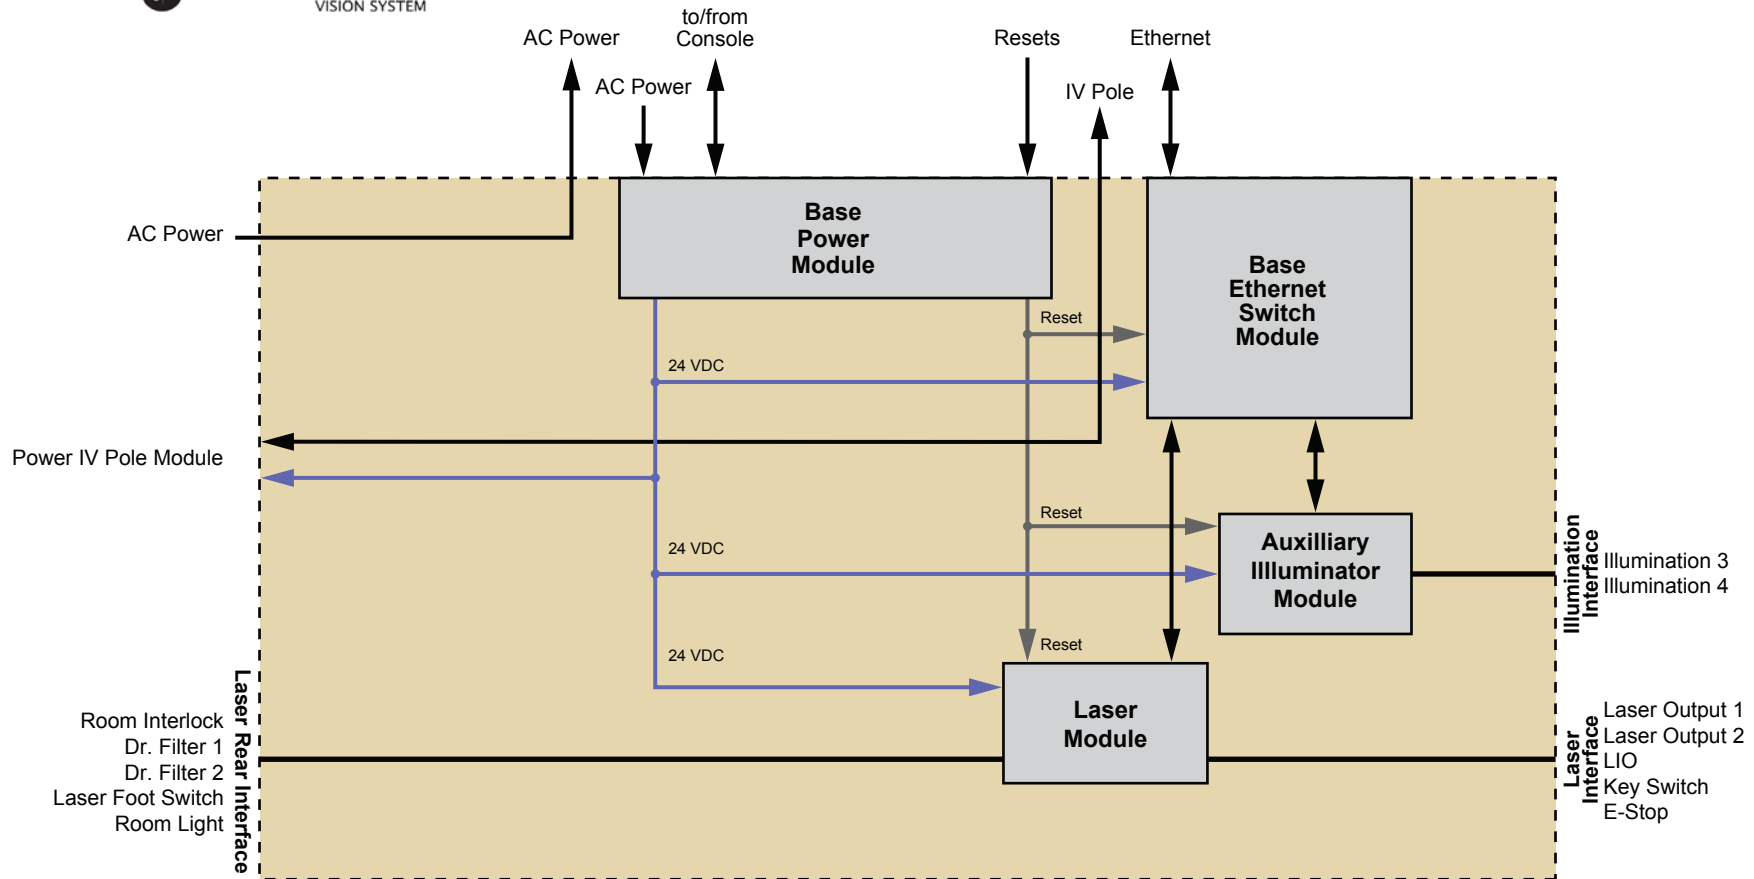 VISION SYSTEM
AC Power
to/from
Console
Resets
Ethernet
AC Power
IV Pole
AC Power
Base
Power
Module
Base
Ethernet
Switch
Module
Reset
24 VDC
Power IV Pole Module
Reset
24 VDC
Auxilliary
Illluminator
Module
Illumination
Interface
Illumination 3
Illumination 4
Reset
24 VDC
Laser
Module
Laser Rear Interface
Room Interlock
Dr. Filter 1
Dr. Filter 2
Laser Foot Switch
Room Light
Laser
Interface
Laser Output 1
Laser Output 2
LIO
Key Switch
E-Stop